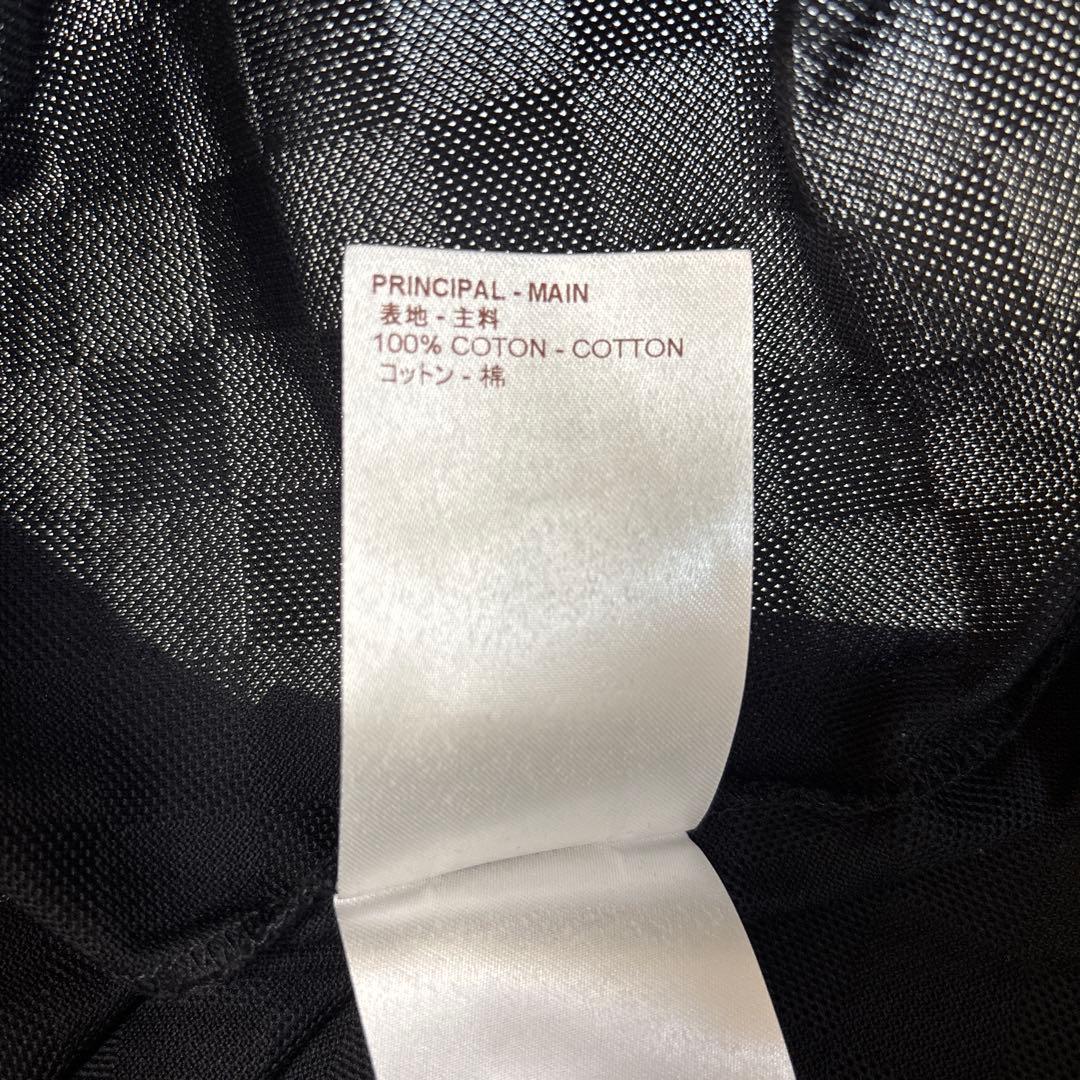 PRINCIPAL - MAIN
表地 - 主料
100% COTON - COTTON
コットン - 棉